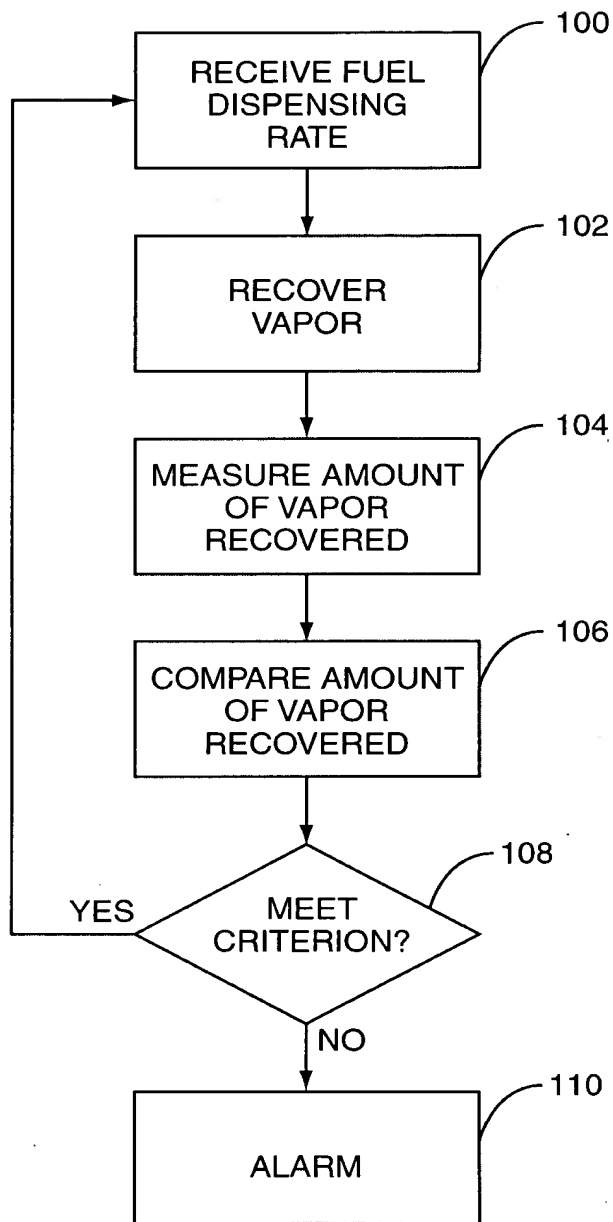 100
RECEIVE FUEL
DISPENSING
RATE
102
RECOVER
VAPOR
104
MEASURE AMOUNT
OF VAPOR
RECOVERED
106
COMPARE AMOUNT
OF VAPOR
RECOVERED
108
YES
MEET
CRITERION?
NO
110
ALARM